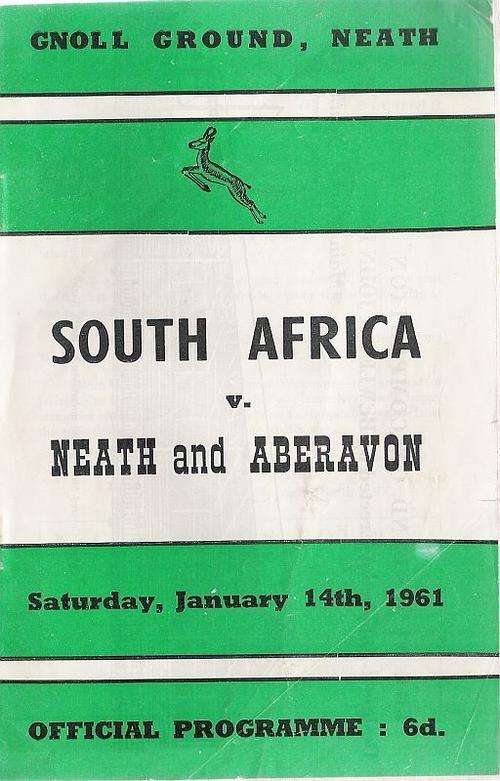 GNOLL GROUND, NEATH
SOUTH AFRICA
v.
NEATH and ABERAVON
Saturday, January 14th, 1961
OFFICIAL PROGRAMME : 6d.